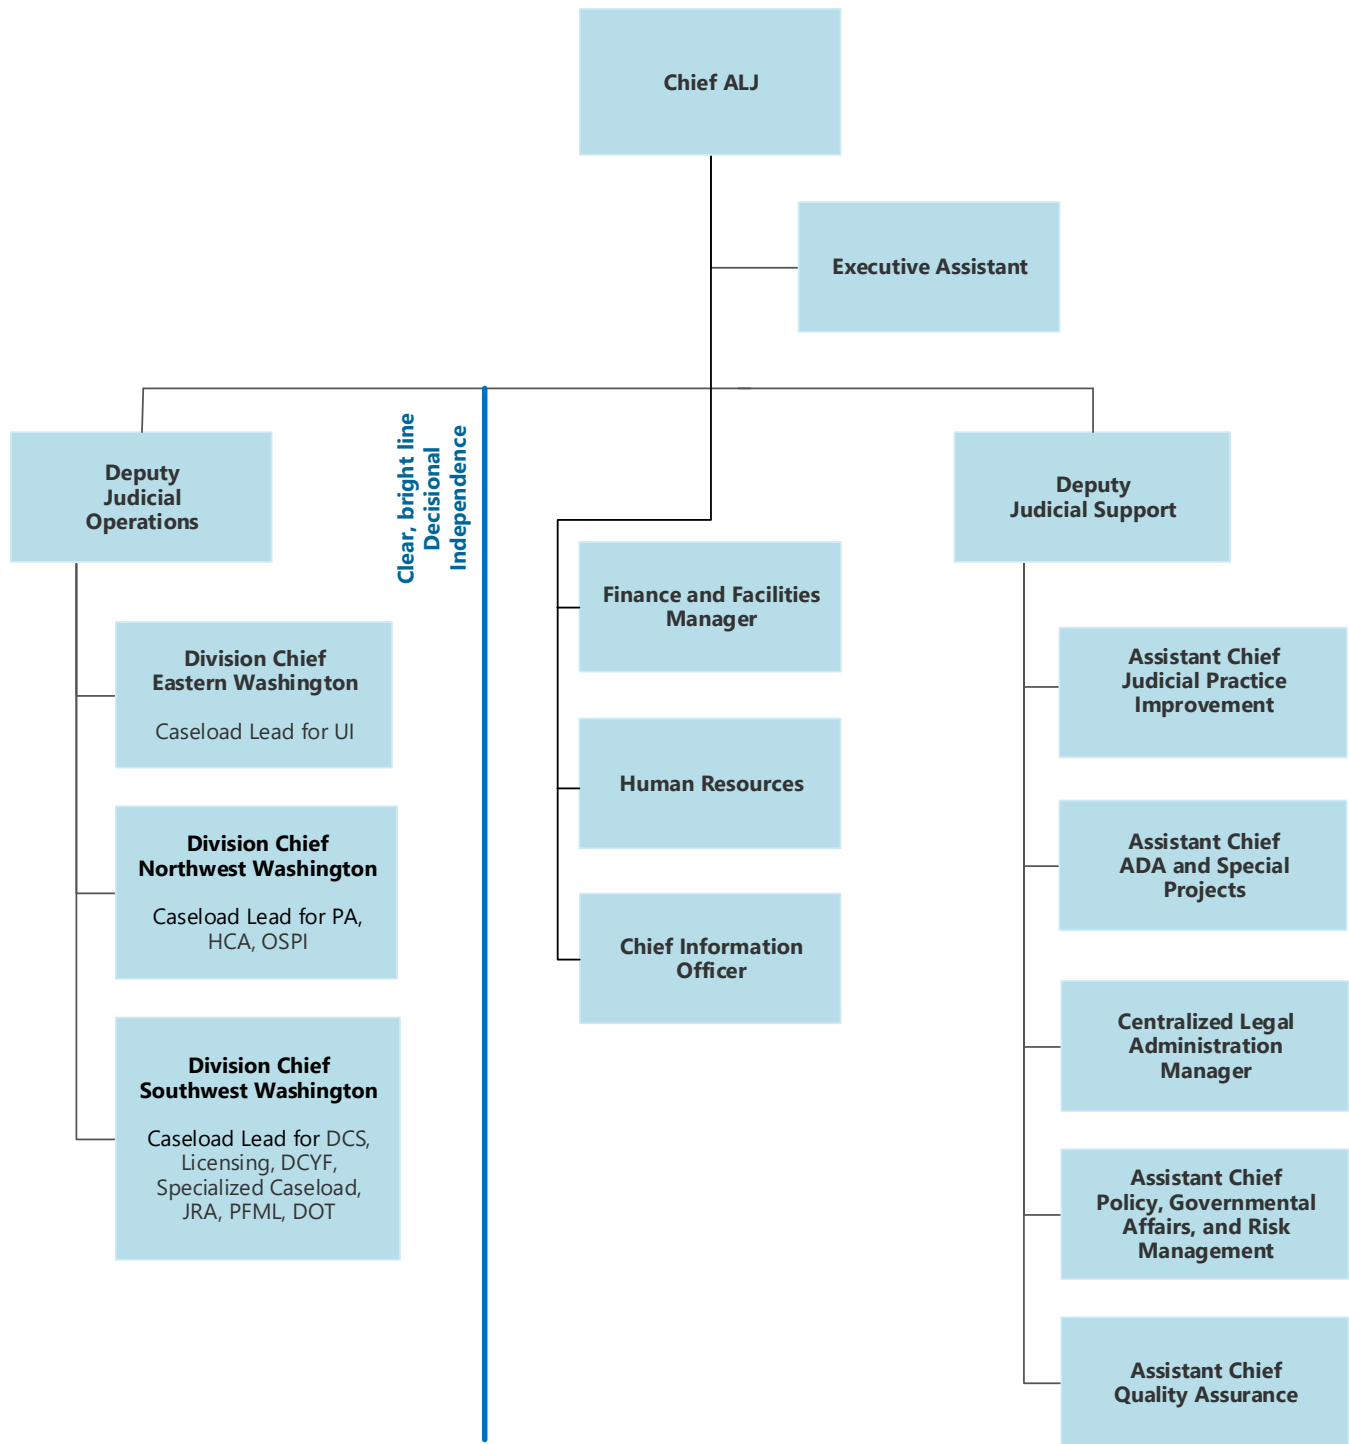 Chief ALJ
Executive Assistant
Deputy
Judicial
Operations
Clear, bright line
Decisional
Independence
Deputy
Judicial Support
Division Chief
Eastern Washington
Caseload Lead for UI
Division Chief
Northwest Washington
Caseload Lead for PA,
HCA, OSPI
Division Chief
Southwest Washington
Caseload Lead for DCS,
Licensing, DCYF,
Specialized Caseload,
JRA, PFML, DOT
Finance and Facilities
Manager
Human Resources
Chief Information
Officer
Assistant Chief
Judicial Practice
Improvement
Assistant Chief
ADA and Special
Projects
Centralized Legal
Administration
Manager
Assistant Chief
Policy, Governmental
Affairs, and Risk
Management
Assistant Chief
Quality Assurance